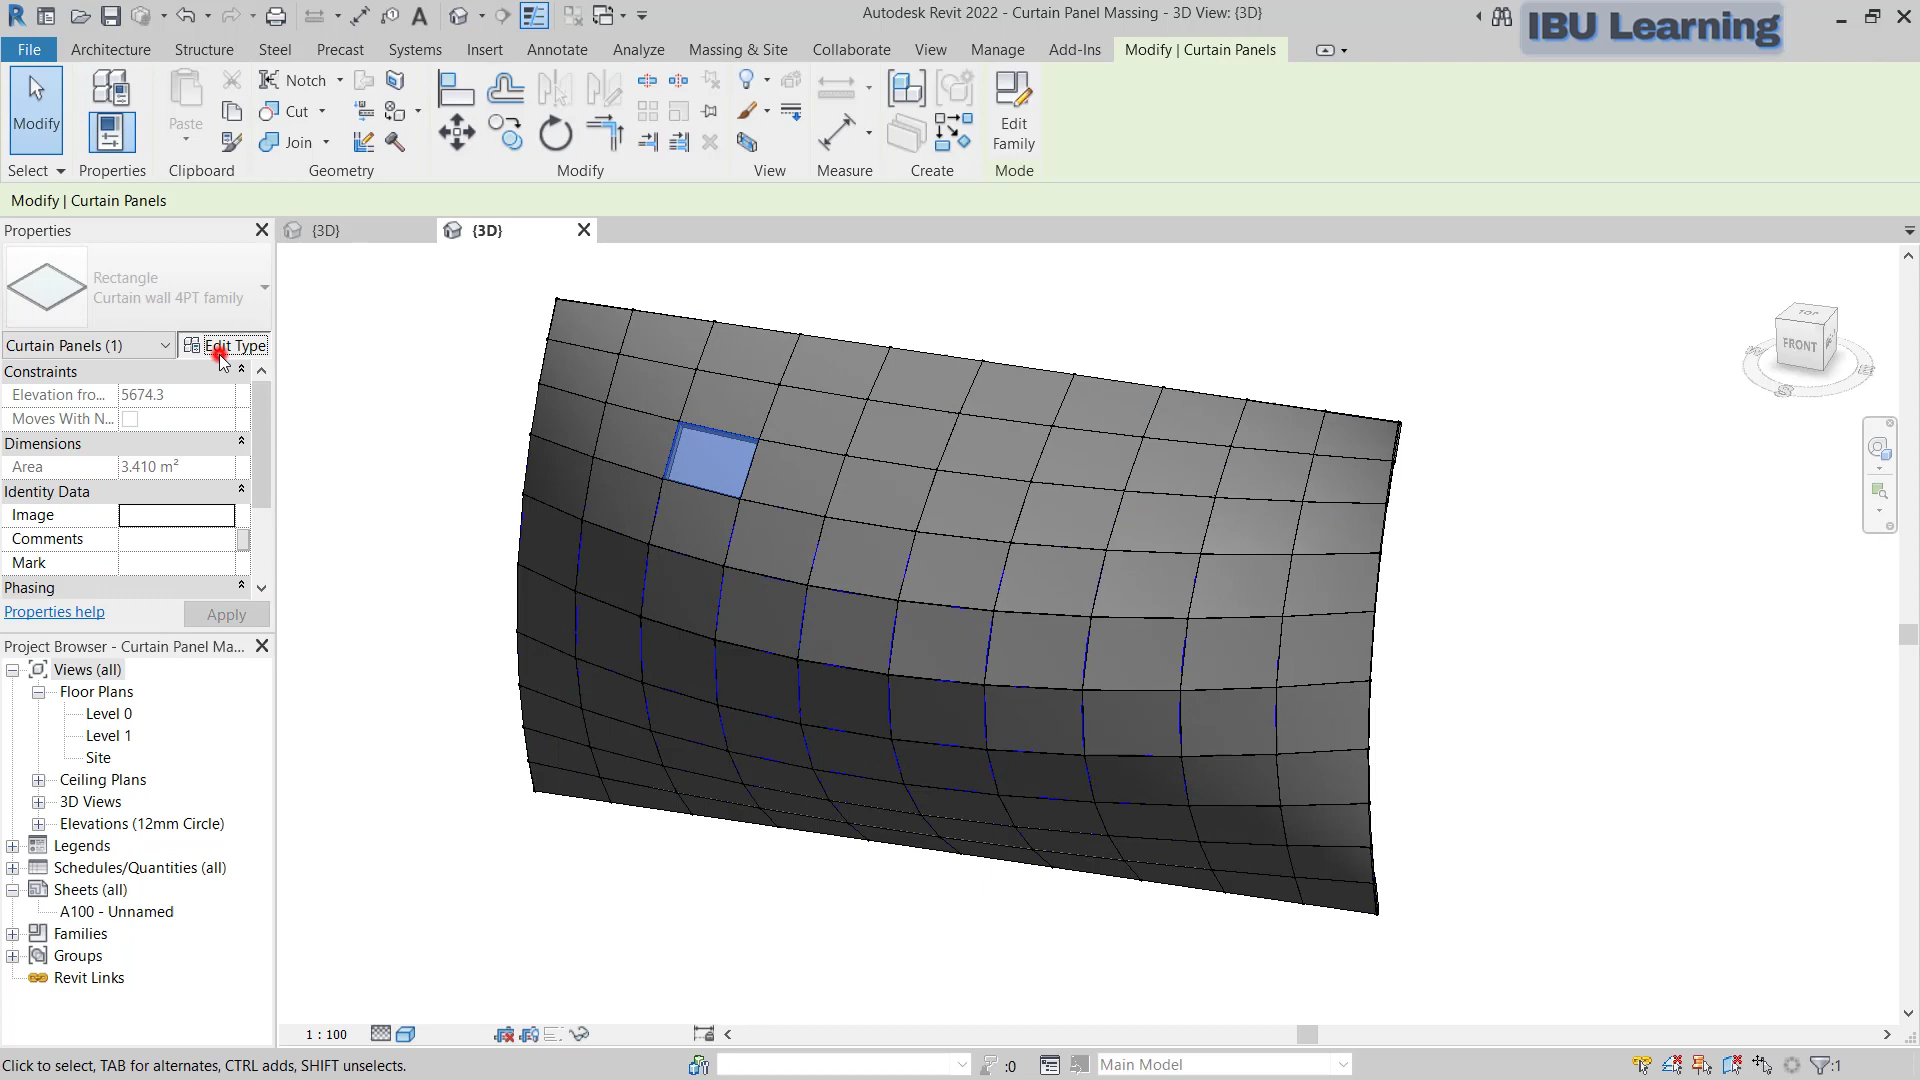 Autodesk Revit 2022 - Curtain Panel Massing - 3D View: {3D}
IBU Learning
File Architecture Structure Steel Precast Systems Insert Annotate Analyze Massing & Site Collaborate View Manage Add-Ins Modify | Curtain Panels
Modify
Paste
Notch
Cut
Join
Edit
Family
Select Properties Clipboard Geometry Modify View Measure Create Mode
Modify | Curtain Panels
Properties
{3D}
{3D}
Rectangle
Curtain wall 4PT family
Curtain Panels (1)
Edit Type
Constraints
Elevation fro... 5674.3
Moves With N...
Dimensions
Area 3.410 m²
Identity Data
Image
Comments
Mark
Phasing
Properties help
Apply
TOP
FRONT
Project Browser - Curtain Panel Ma...
Views (all)
Floor Plans
Level 0
Level 1
Site
Ceiling Plans
3D Views
Elevations (12mm Circle)
Legends
Schedules/Quantities (all)
Sheets (all)
A100 - Unnamed
Families
Groups
Revit Links
1 : 100
Click to select, TAB for alternates, CTRL adds, SHIFT unselects.
:0
Main Model
:1